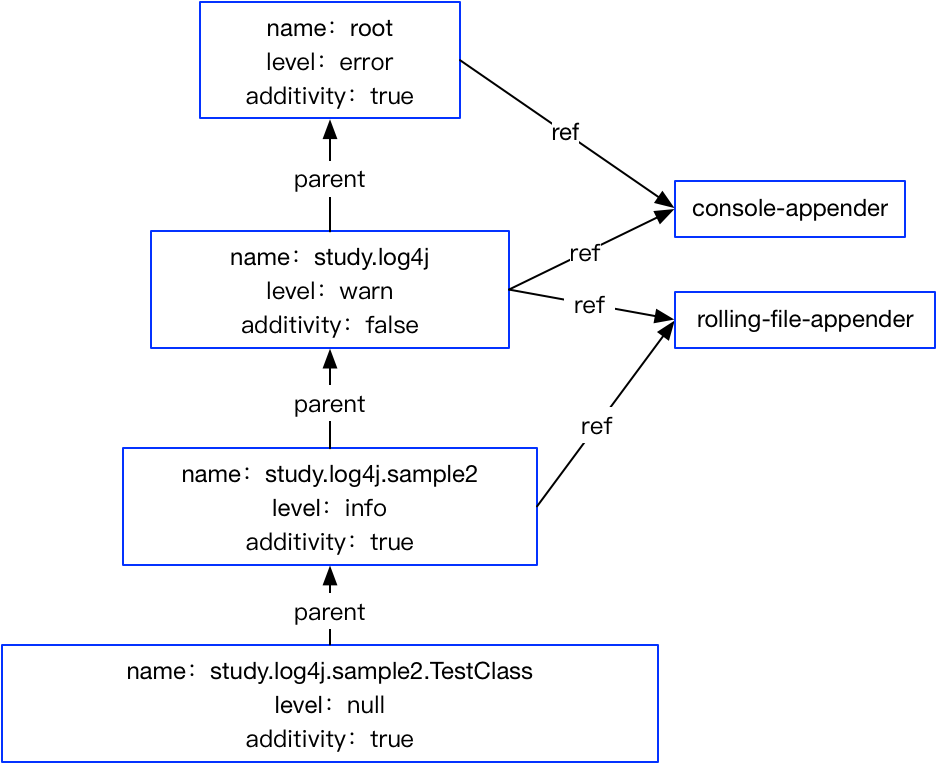 name：root
level：error
additivity：true
ref
parent
console-appender
name：study.log4j
level：warn
additivity：false
ref
ref
rolling-file-appender
parent
ref
name：study.log4j.sample2
level：info
additivity：true
parent
name：study.log4j.sample2.TestClass
level：null
additivity：true